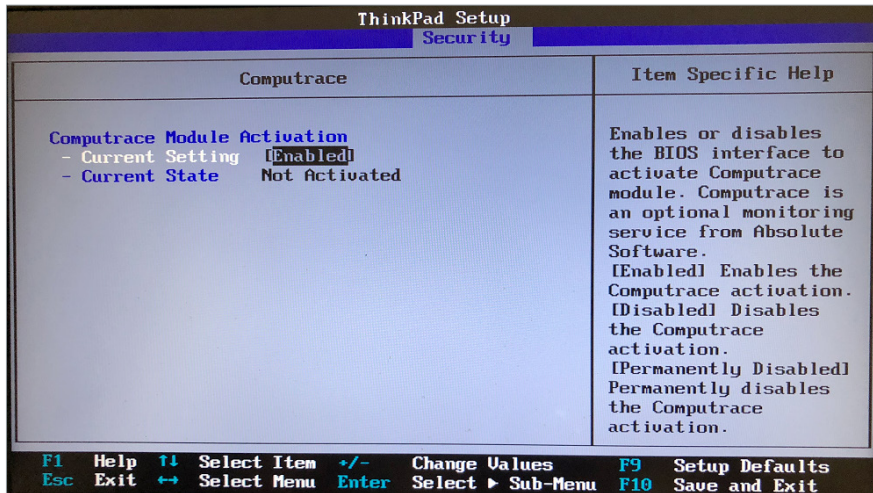 ThinkPad Setup
Security
Computrace
Item Specific Help
Computrace Module Activation
- Current Setting [Enabled]
- Current State Not Activated
Enables or disables
the BIOS interface to
activate Computrace
module. Computrace is
an optional monitoring
service from Absolute
Software.
[Enabled] Enables the
Computrace activation.
[Disabled] Disables
the Computrace
activation.
[Permanently Disabled]
Permanently disables
the Computrace
activation.
F1 Help ↑↓ Select Item +/- Change Values F9 Setup Defaults
Esc Exit ↔ Select Menu Enter Select ▶ Sub-Menu F10 Save and Exit